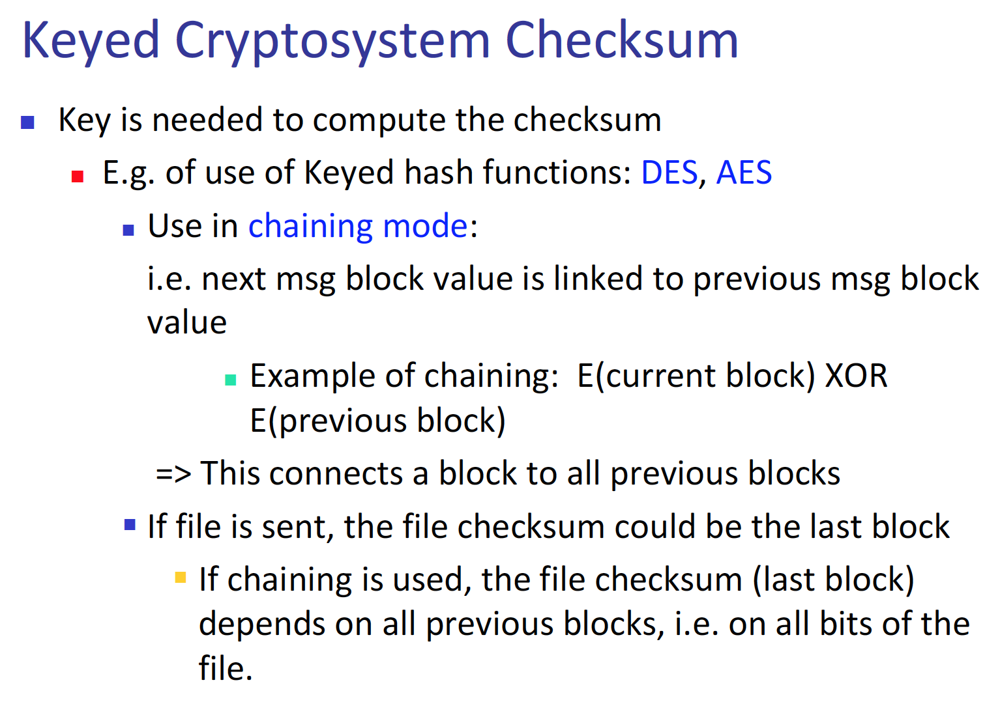 Keyed Cryptosystem Checksum
Key is needed to compute the checksum
E.g. of use of Keyed hash functions: DES, AES
Use in chaining mode:
i.e. next msg block value is linked to previous msg block
value
Example of chaining: E(current block) XOR
E(previous block)
=> This connects a block to all previous blocks
If file is sent, the file checksum could be the last block
If chaining is used, the file checksum (last block)
depends on all previous blocks, i.e. on all bits of the
file.